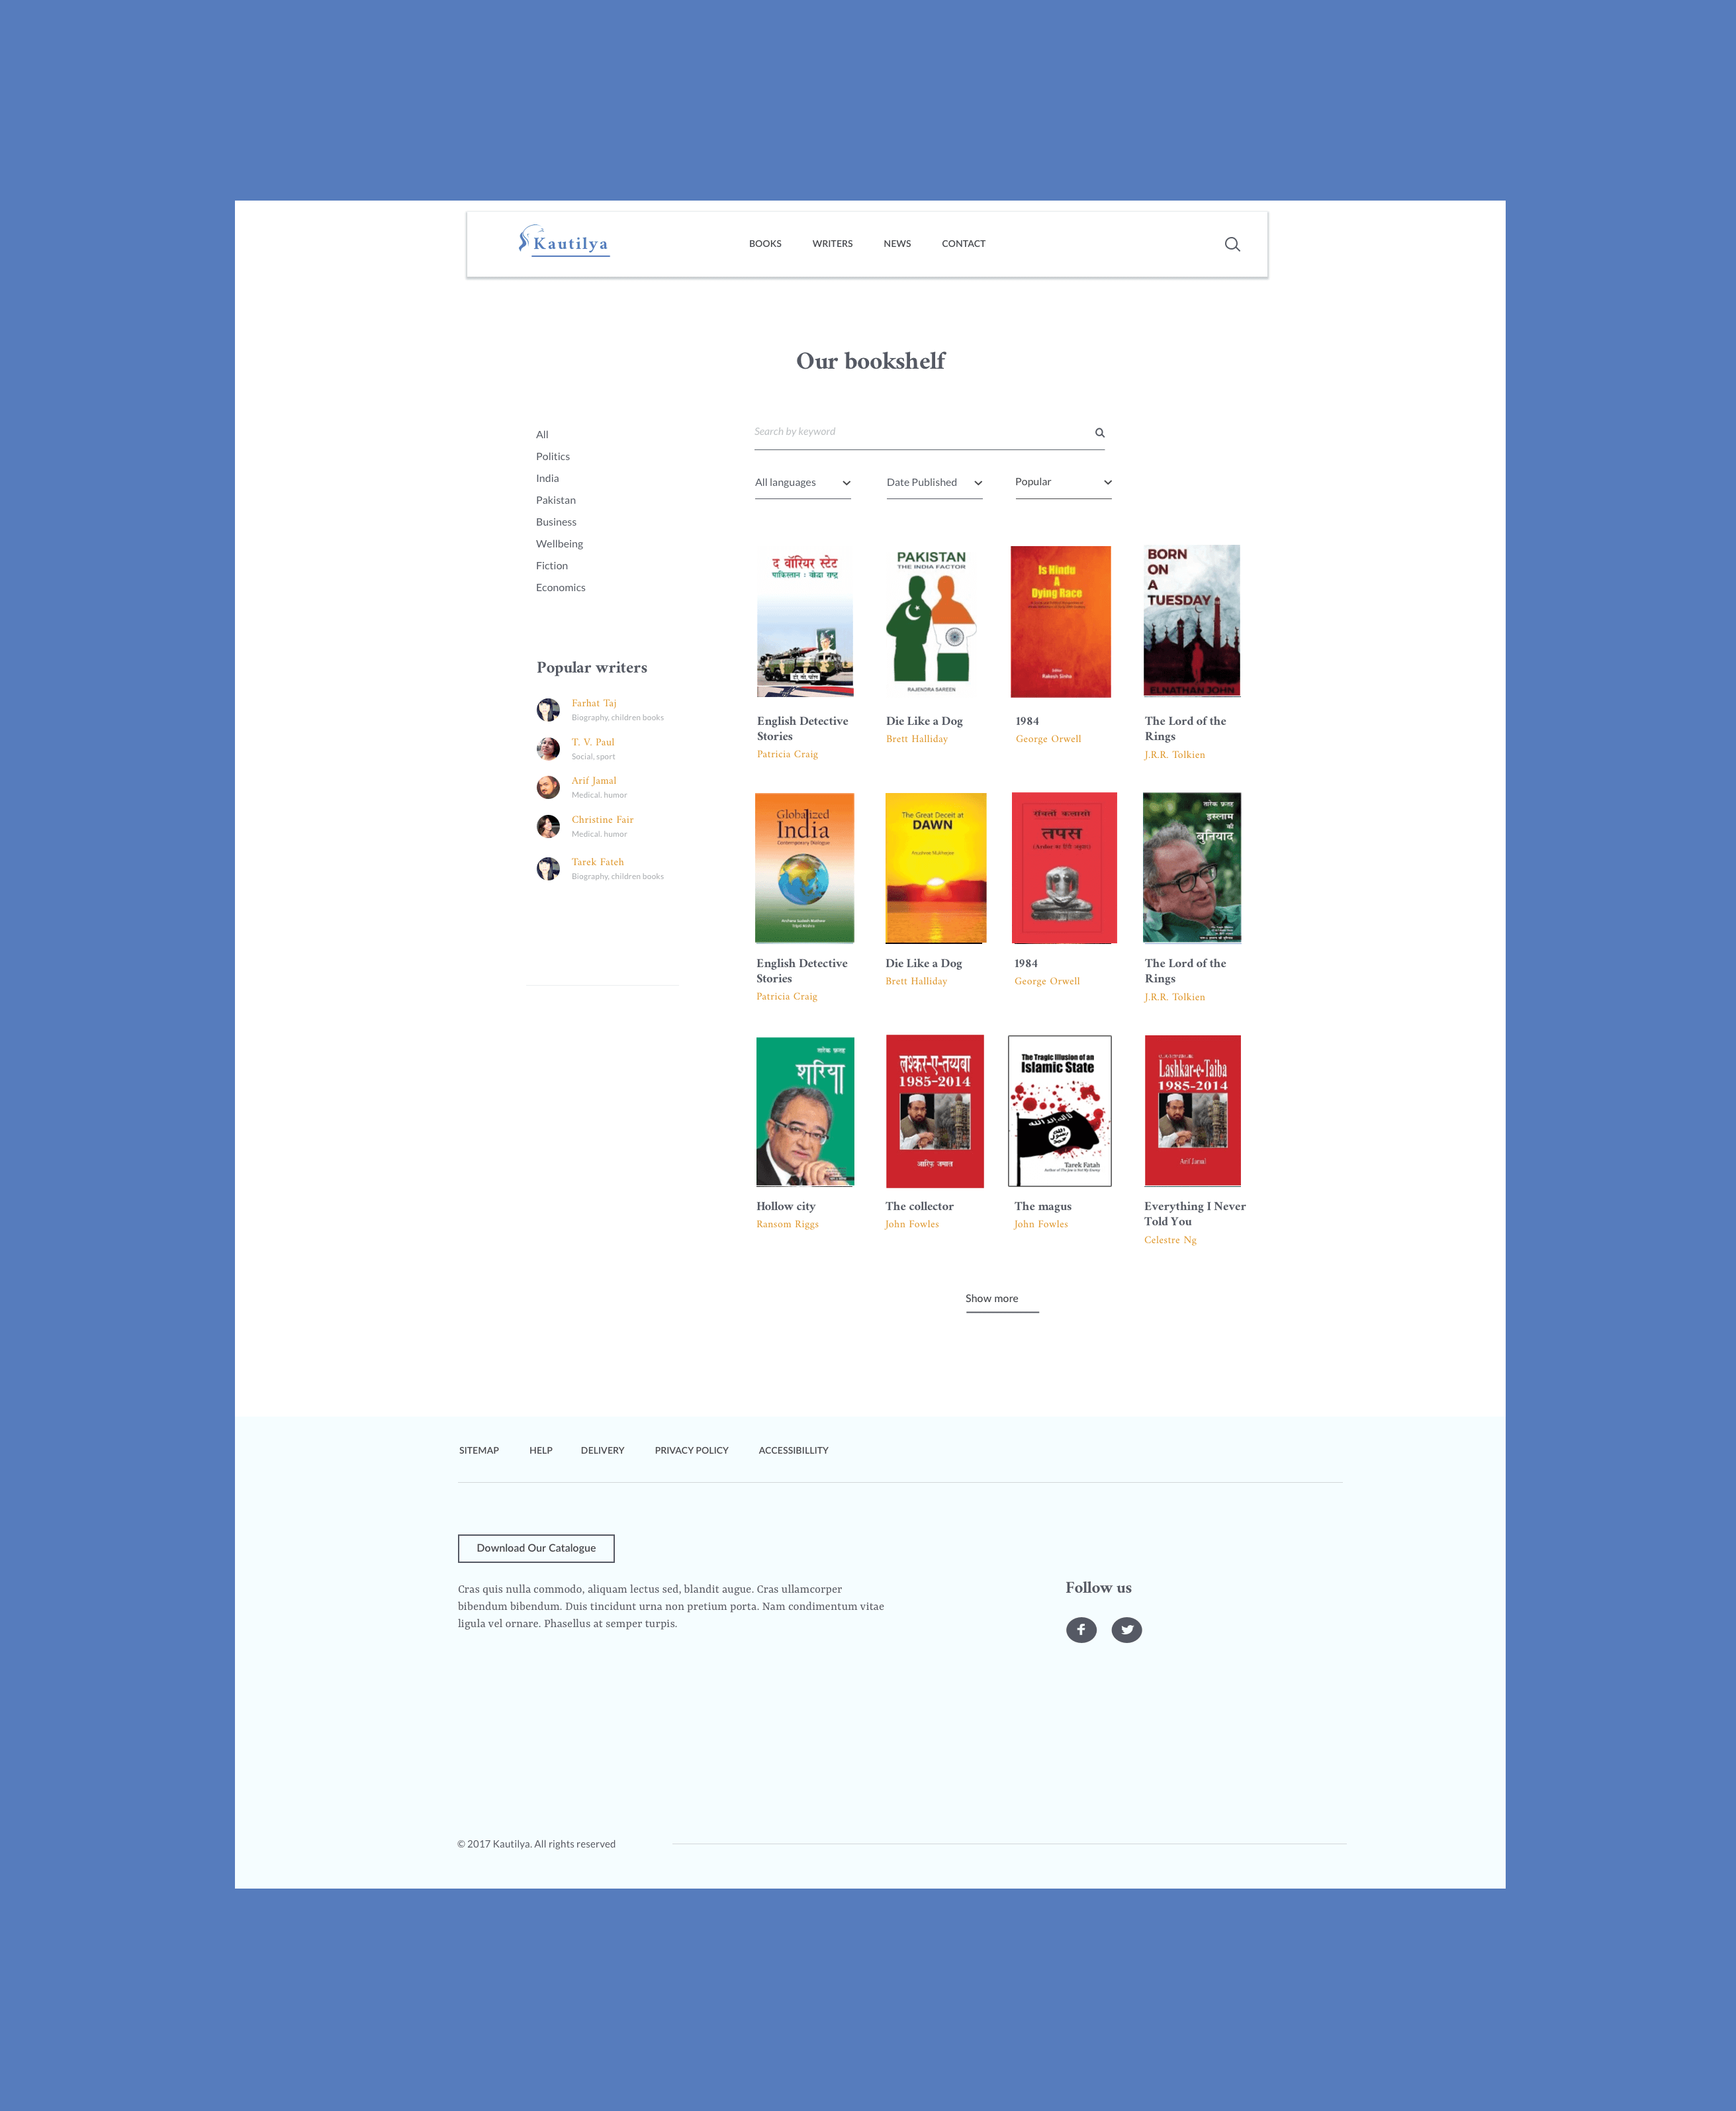 Kautilya
BOOKS WRITERS NEWS CONTACT
Our bookshelf
All
Politics
India
Pakistan
Business
Wellbeing
Fiction
Economics
Popular writers
Farhat Taj
Biography, children books
T. V. Paul
Social, sport
Arif Jamal
Medical. humor
Christine Fair
Medical. humor
Tarek Fateh
Biography, children books
Search by keyword
All languages Date Published Popular
द वॉरियर स्टेट
पाकिस्तान : योद्धा राष्ट्र
PAKISTAN
THE INDIA FACTOR
RAJENDRA SAREEN
Is Hindu
A
Dying Race
Rakesh Sinha
BORN
ON
A
TUESDAY
ELNATHAN JOHN
English Detective
Stories
Patricia Craig
Die Like a Dog
Brett Halliday
1984
George Orwell
The Lord of the
Rings
J.R.R. Tolkien
Globalized
India
Contemporary Dialogue
The Great Deceit at
DAWN
तपस
तारेक फ़तह
इस्लाम
की
बुनियाद
English Detective
Stories
Patricia Craig
Die Like a Dog
Brett Halliday
1984
George Orwell
The Lord of the
Rings
J.R.R. Tolkien
तारेक फ़तह
शरिया
लश्कर-ए-तय्यबा
1985-2014
आरिफ़ जमाल
The Tragic Illusion of an
Islamic State
Tarek Fatah
Lashkar-e-Taiba
1985-2014
Arif Jamal
Hollow city
Ransom Riggs
The collector
John Fowles
The magus
John Fowles
Everything I Never
Told You
Celestre Ng
Show more
SITEMAP HELP DELIVERY PRIVACY POLICY ACCESSIBILLITY
Download Our Catalogue
Cras quis nulla commodo, aliquam lectus sed, blandit augue. Cras ullamcorper
bibendum bibendum. Duis tincidunt urna non pretium porta. Nam condimentum vitae
ligula vel ornare. Phasellus at semper turpis.
Follow us
© 2017 Kautilya. All rights reserved